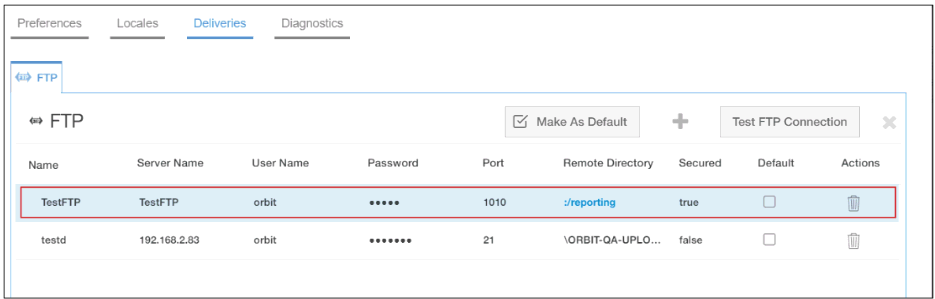 Preferences Locales Deliveries Diagnostics
FTP
FTP Make As Default Test FTP Connection
Name Server Name User Name Password Port Remote Directory Secured Default Actions
TestFTP TestFTP orbit ••••• 1010 :/reporting true
testd 192.168.2.83 orbit ••••••• 21 \ORBIT-QA-UPLO... false